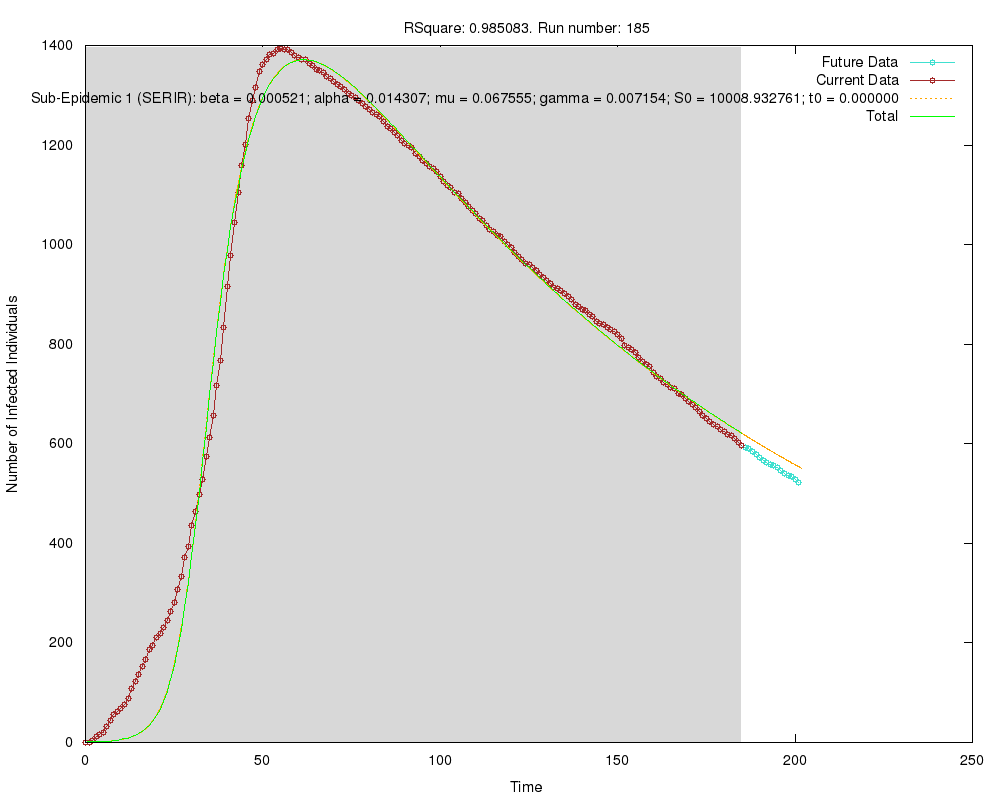 RSquare: 0.985083. Run number: 185
Future Data
Current Data
Sub-Epidemic 1 (SERIR): beta = 0.000521; alpha = 0.014307; mu = 0.067555; gamma = 0.007154; S0 = 10008.932761; t0 = 0.000000
Total
1400
1200
1000
800
600
400
200
0
Number of Infected Individuals
0 50 100 150 200 250
Time